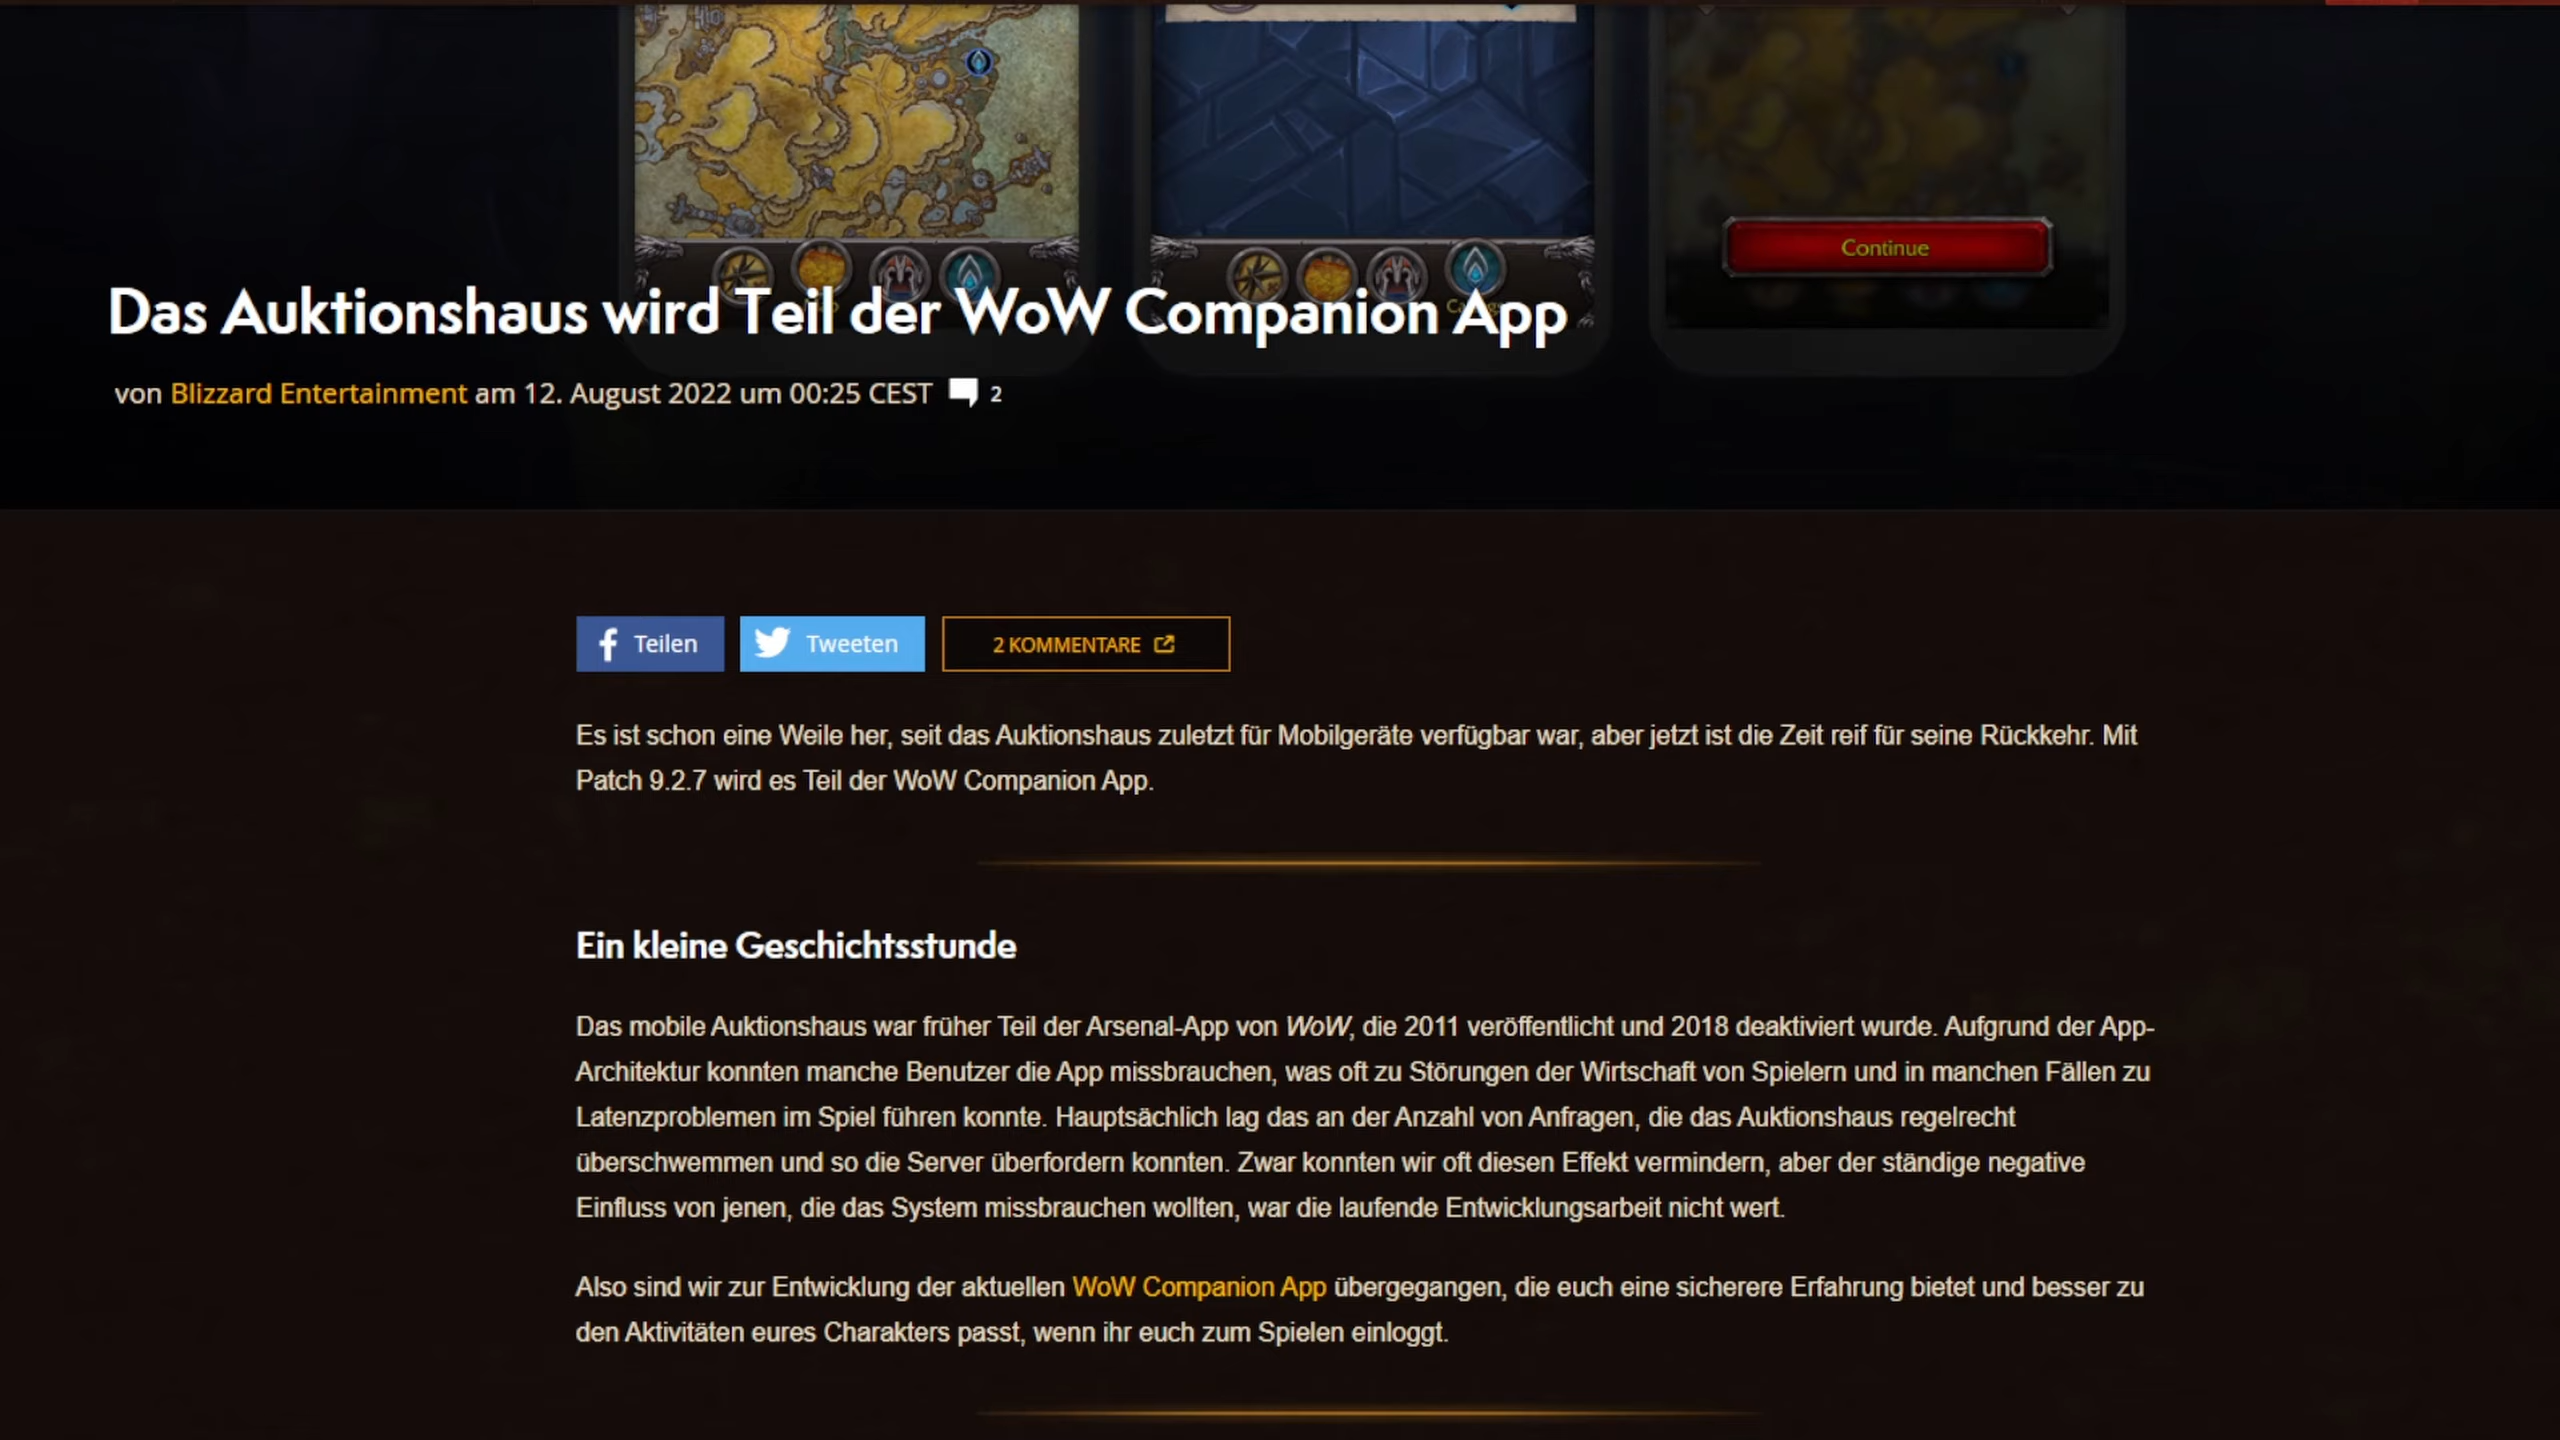 Continue
Das Auktionshaus wird Teil der WoW Companion App
von Blizzard Entertainment am 12. August 2022 um 00:25 CEST 2
Teilen Tweeten 2 KOMMENTARE
Es ist schon eine Weile her, seit das Auktionshaus zuletzt für Mobilgeräte verfügbar war, aber jetzt ist die Zeit reif für seine Rückkehr. Mit
Patch 9.2.7 wird es Teil der WoW Companion App.
Ein kleine Geschichtsstunde
Das mobile Auktionshaus war früher Teil der Arsenal-App von WoW, die 2011 veröffentlicht und 2018 deaktiviert wurde. Aufgrund der App-
Architektur konnten manche Benutzer die App missbrauchen, was oft zu Störungen der Wirtschaft von Spielern und in manchen Fällen zu
Latenzproblemen im Spiel führen konnte. Hauptsächlich lag das an der Anzahl von Anfragen, die das Auktionshaus regelrecht
überschwemmen und so die Server überfordern konnten. Zwar konnten wir oft diesen Effekt vermindern, aber der ständige negative
Einfluss von jenen, die das System missbrauchen wollten, war die laufende Entwicklungsarbeit nicht wert.
Also sind wir zur Entwicklung der aktuellen WoW Companion App übergegangen, die euch eine sicherere Erfahrung bietet und besser zu
den Aktivitäten eures Charakters passt, wenn ihr euch zum Spielen einloggt.